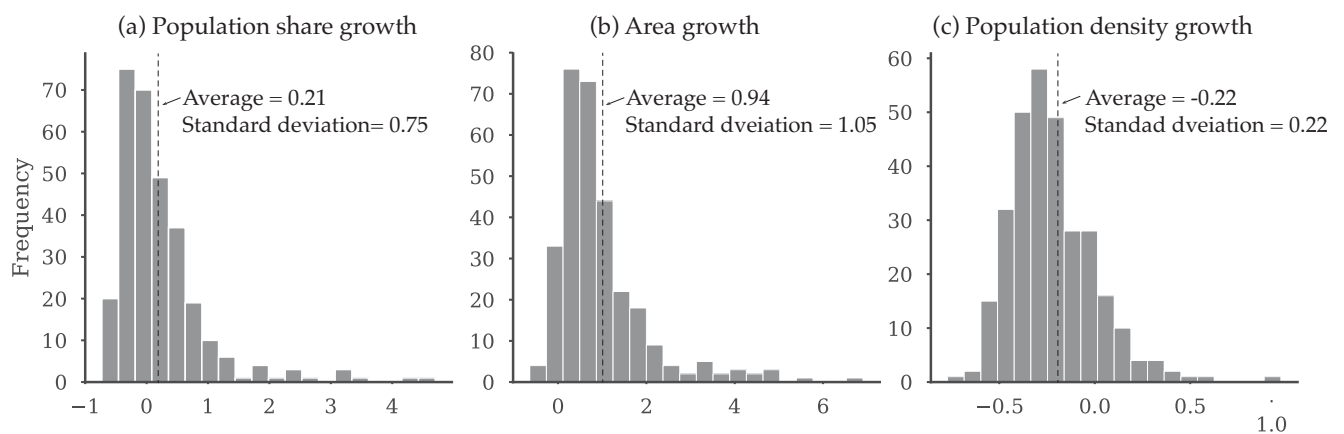 (a) Population share growth
Frequency
70
60
50
40
30
20
10
0
Average = 0.21
Standard deviation= 0.75
−1 0 1 2 3 4
(b) Area growth
80
70
60
50
40
30
20
10
0
Average = 0.94
Standard dveiation = 1.05
0 2 4 6
(c) Population density growth
60
50
40
30
20
10
0
Average = -0.22
Standad dveiation = 0.22
−0.5 0.0 0.5
1.0